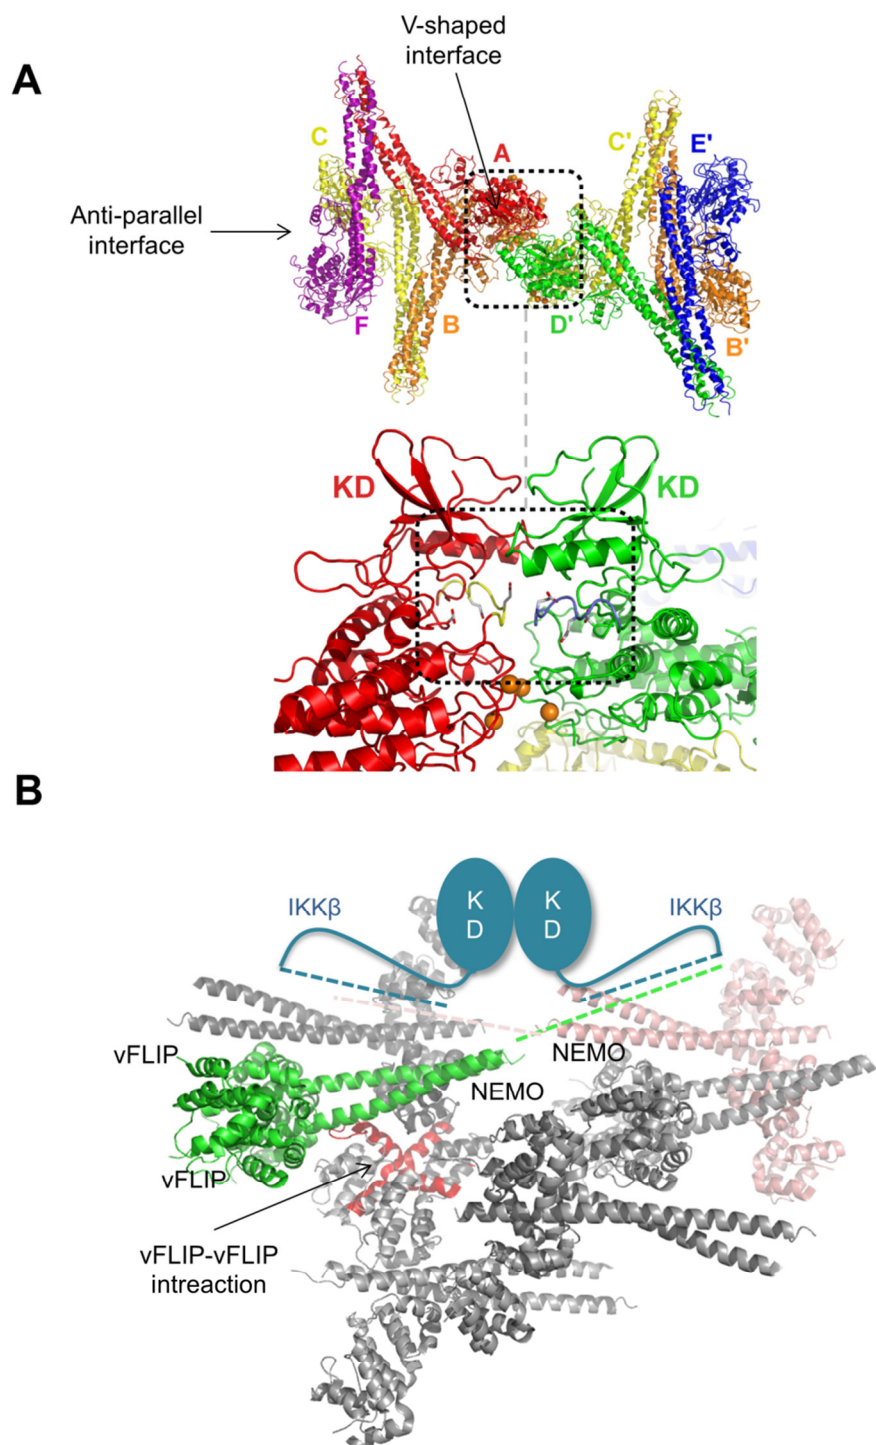 A
V-shaped
interface
C
A
C'
E'
Anti-parallel
interface
F
B
D'
B'
KD
KD
B
IKKβ
K
D
K
D
IKKβ
vFLIP
NEMO
NEMO
vFLIP
vFLIP-vFLIP
intreaction